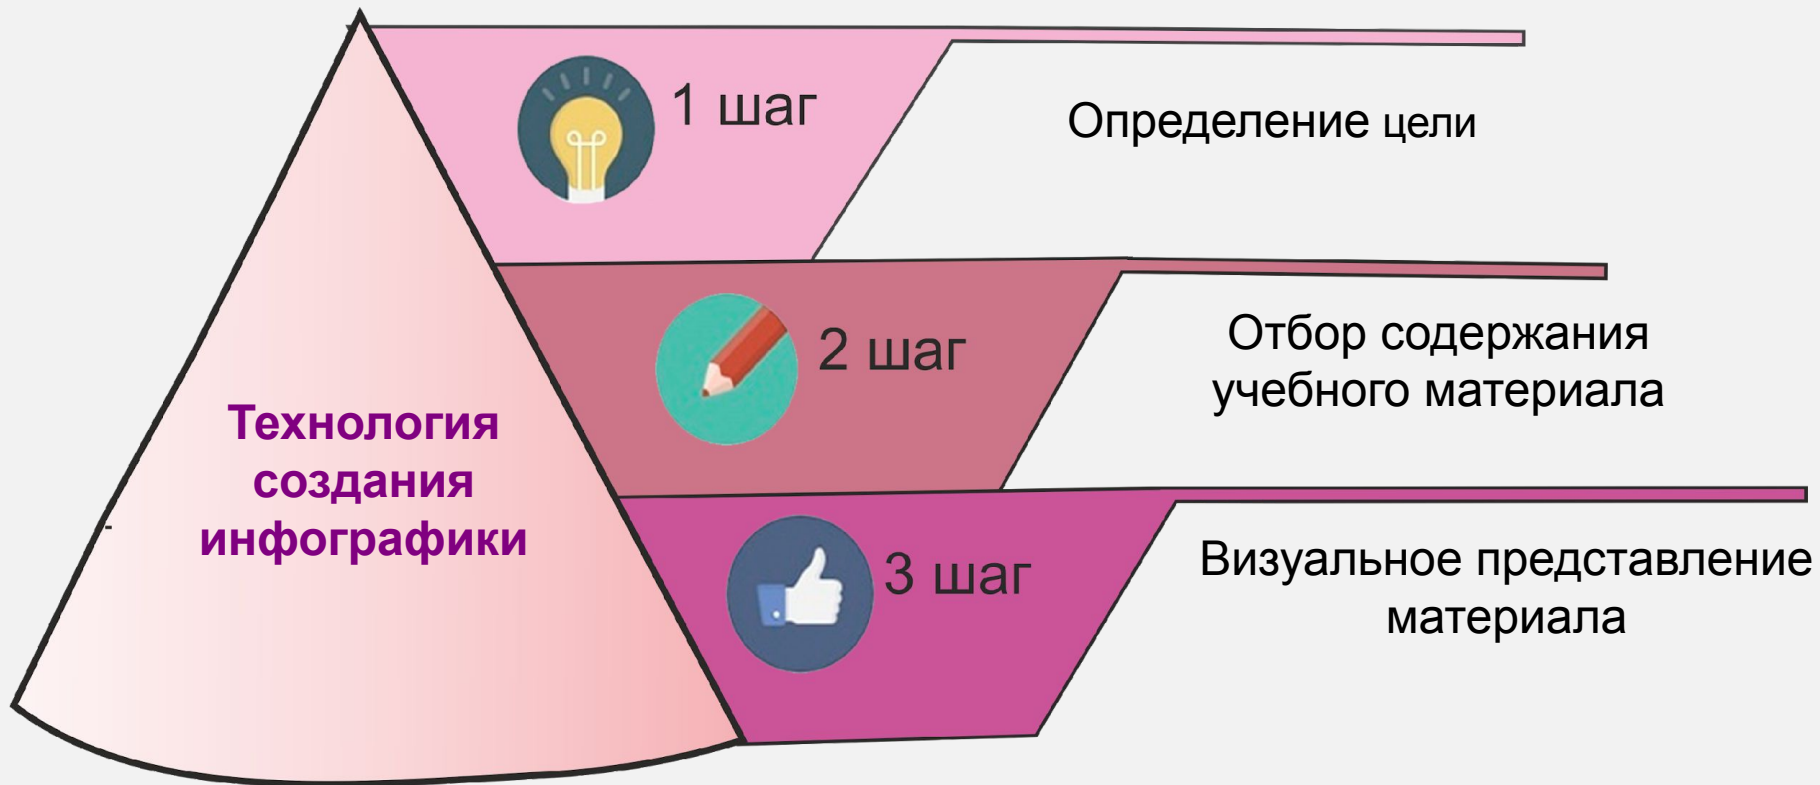 1 шаг
Определение цели
2 шаг
Отбор содержания
учебного материала
Технология
создания
инфографики
3 шаг
Визуальное представление
материала